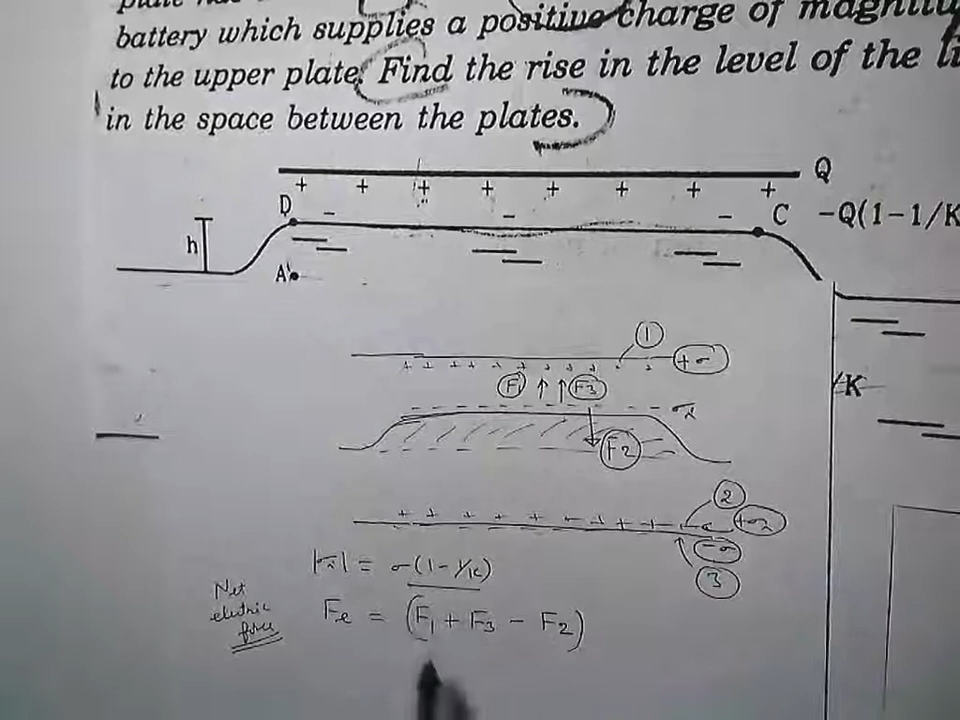 plate
battery which supplies a positive charge of
to the upper plate. Find the rise in the level of the
in the space between the plates.
+ + + + + + + + Q
D - - - C -Q(1-1/K
h
A
1
+ + + + + + + + + + +σ
F1 ↑ ↑ F3
K
F2
2
+ + + + + + + +
-σ
3
= σ(1-1/K)
Net
electric
force
Fe = (F1 + F3 - F2)